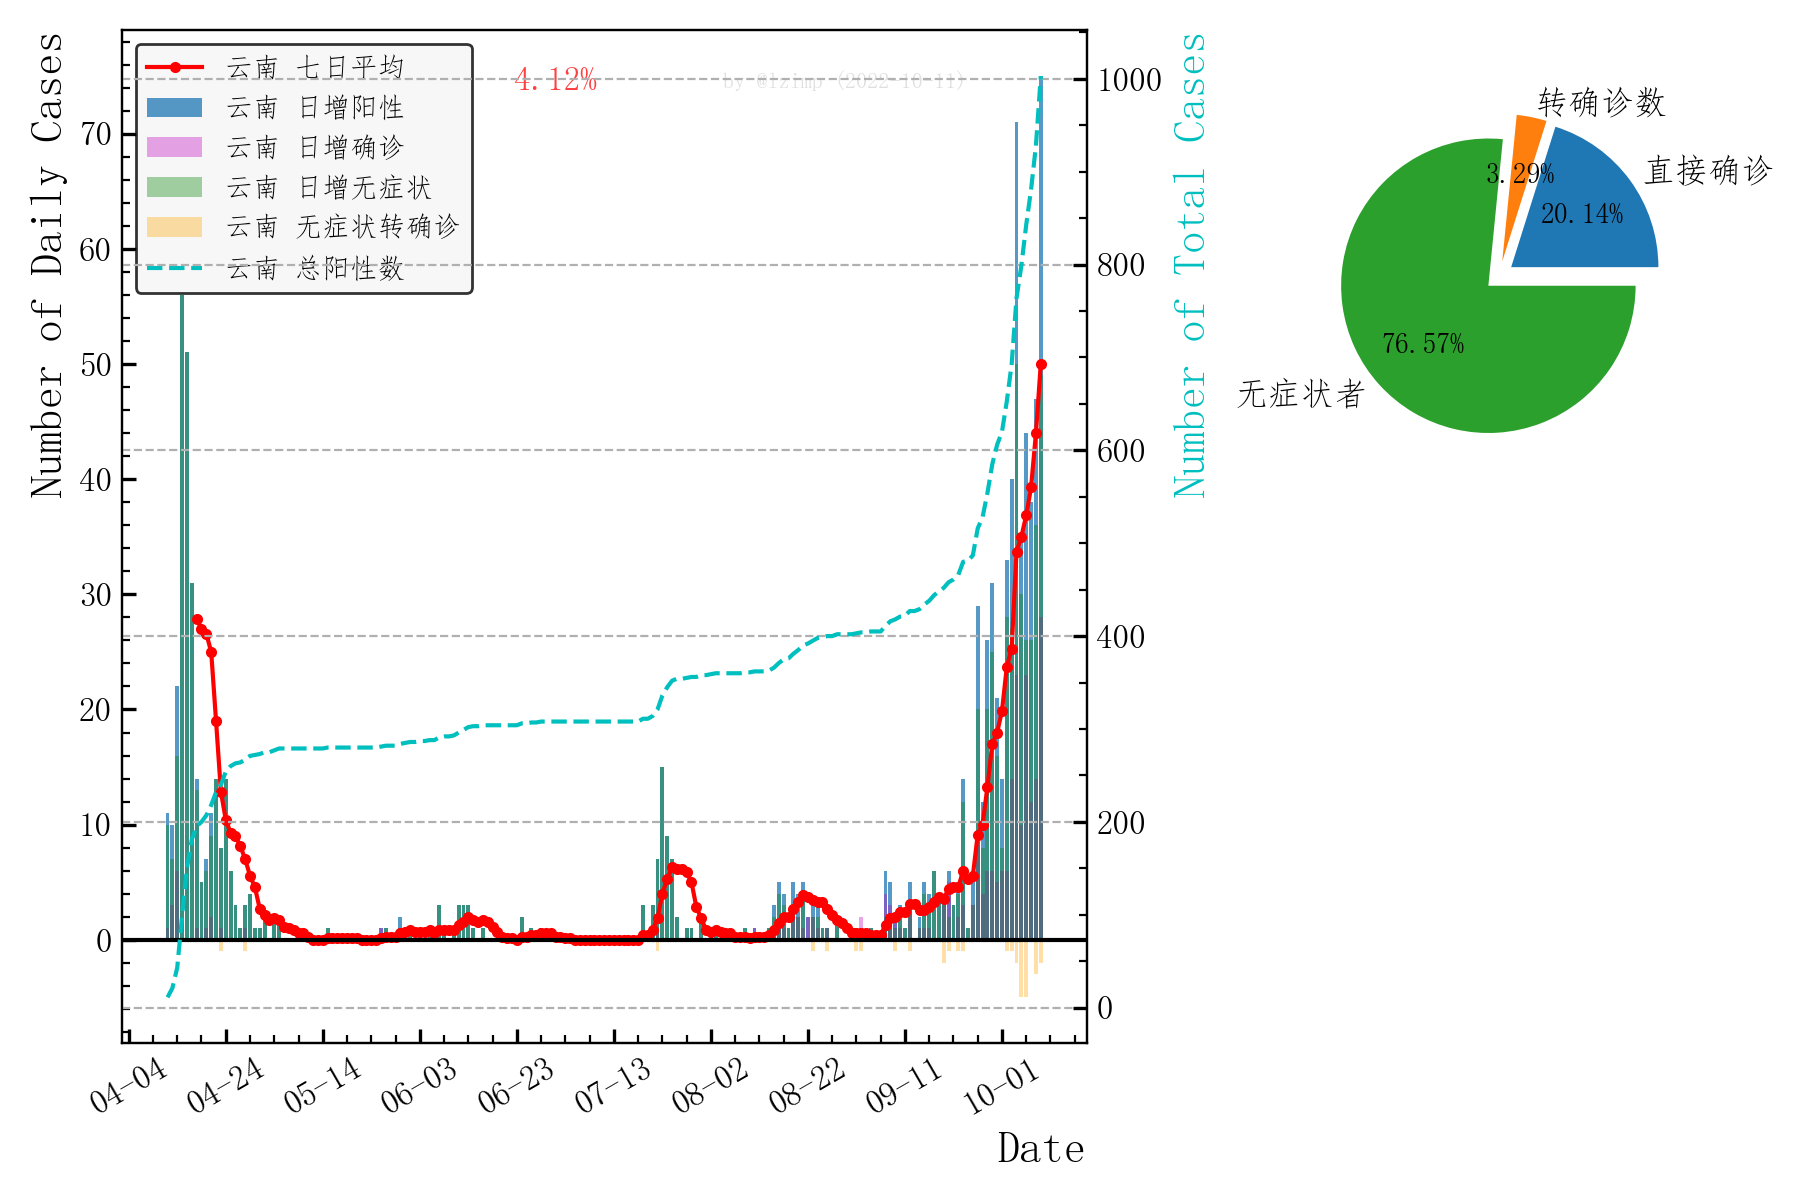 云南 七日平均
云南 日增阳性
云南 日增确诊
云南 日增无症状
云南 无症状转确诊
云南 总阳性数
4.12%
by @lzinmp (2022-10-11)
Number of Daily Cases
70
60
50
40
30
20
10
0
1000
800
600
400
200
0
Number of Total Cases
04-04
04-24
05-14
06-03
06-23
07-13
08-02
08-22
09-11
10-01
Date
转确诊数
3.29%
直接确诊
20.14%
76.57%
无症状者